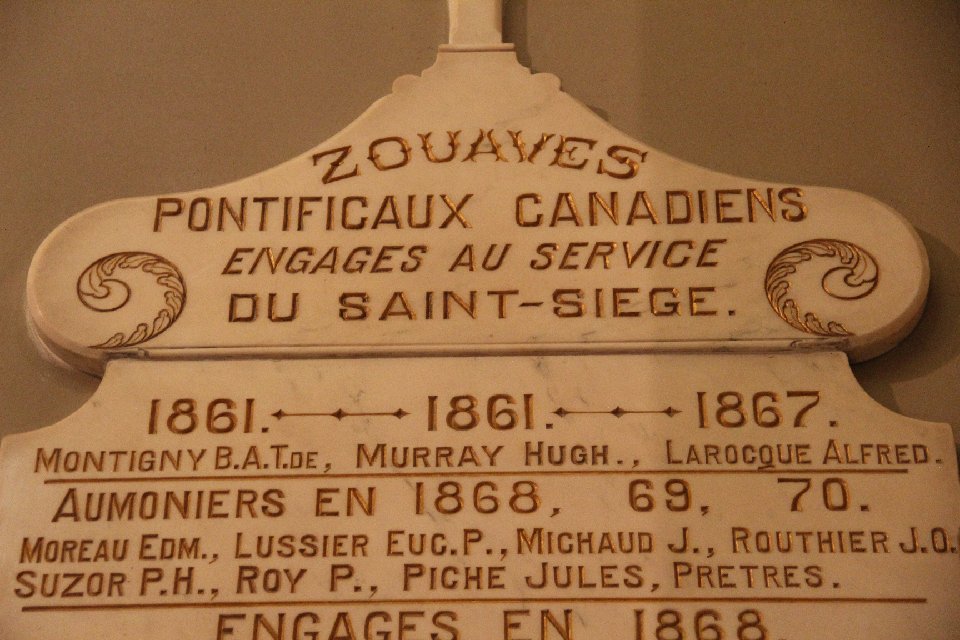 ZOUAVES
PONTIFICAUX CANADIENS
ENGAGES AU SERVICE
DU SAINT-SIEGE.
1861. 1861. 1867.
MONTIGNY B.A.T. DE, MURRAY HUGH., LAROCQUE ALFRED.
AUMONIERS EN 1868, 69, 70.
MOREAU EDM., LUSSIER EUG. P., MICHAUD J., ROUTHIER J.O.
SUZOR P.H., ROY P., PICHE JULES, PRETRES.
ENGAGES EN 1868.